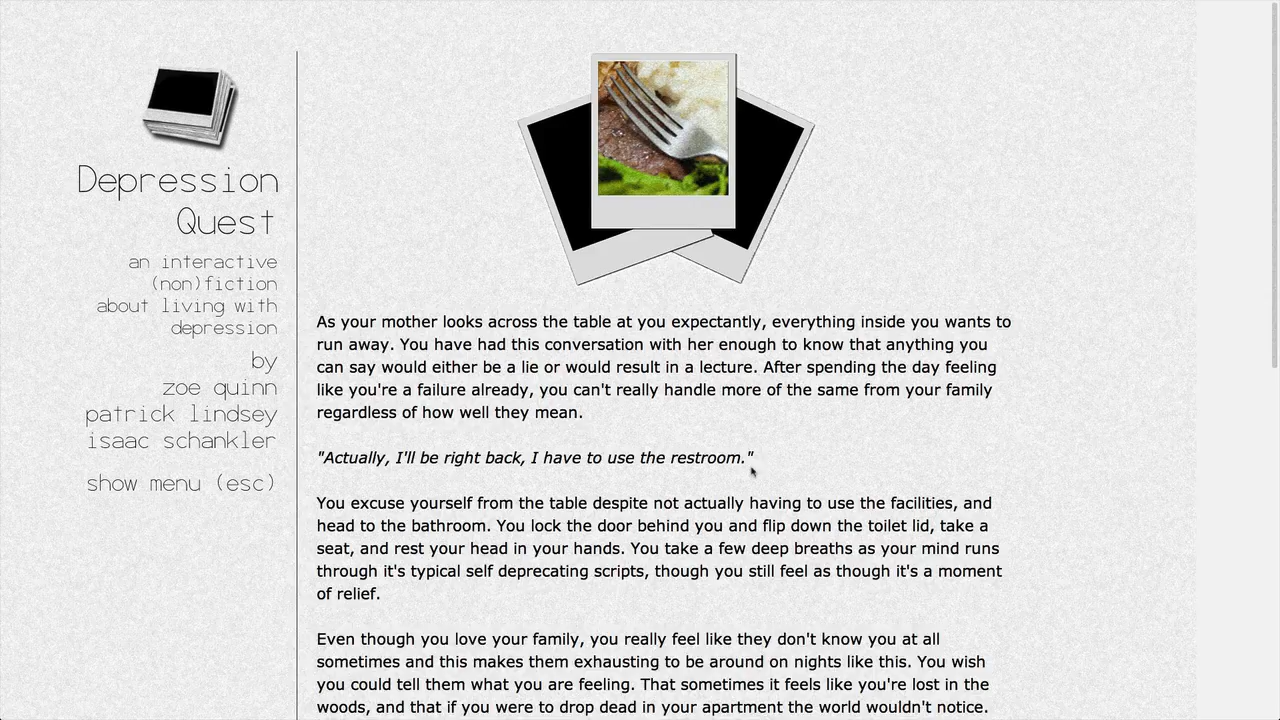 Depression
Quest
an interactive
(non)fiction
about living with
depression
by
zoe quinn
patrick lindsey
isaac schankler
show menu (esc)
As your mother looks across the table at you expectantly, everything inside you wants to
run away. You have had this conversation with her enough to know that anything you
can say would either be a lie or would result in a lecture. After spending the day feeling
like you're a failure already, you can't really handle more of the same from your family
regardless of how well they mean.
"Actually, I'll be right back, I have to use the restroom."
You excuse yourself from the table despite not actually having to use the facilities, and
head to the bathroom. You lock the door behind you and flip down the toilet lid, take a
seat, and rest your head in your hands. You take a few deep breaths as your mind runs
through it's typical self deprecating scripts, though you still feel as though it's a moment
of relief.
Even though you love your family, you really feel like they don't know you at all
sometimes and this makes them exhausting to be around on nights like this. You wish
you could tell them what you are feeling. That sometimes it feels like you're lost in the
woods, and that if you were to drop dead in your apartment the world wouldn't notice.